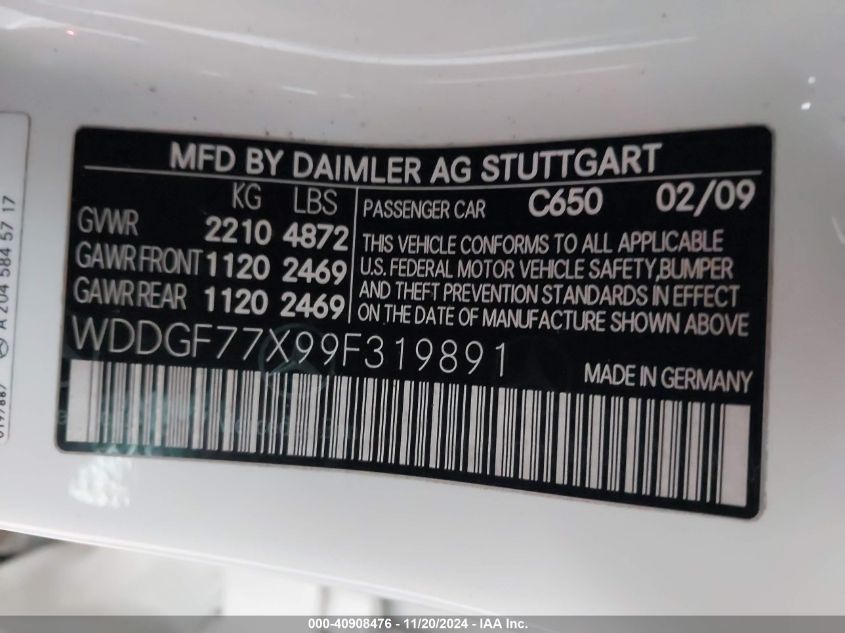 MFD BY DAIMLER AG STUTTGART
KG LBS
GVWR 2210 4872
GAWR FRONT 1120 2469
GAWR REAR 1120 2469
PASSENGER CAR C650 02/09
THIS VEHICLE CONFORMS TO ALL APPLICABLE
U.S. FEDERAL MOTOR VEHICLE SAFETY,BUMPER
AND THEFT PREVENTION STANDARDS IN EFFECT
ON THE DATE OF MANUFACTURE SHOWN ABOVE
WDDGF77X99F319891
MADE IN GERMANY
A 204 584 57 17
000-40908476 - 11/20/2024 - IAA Inc.